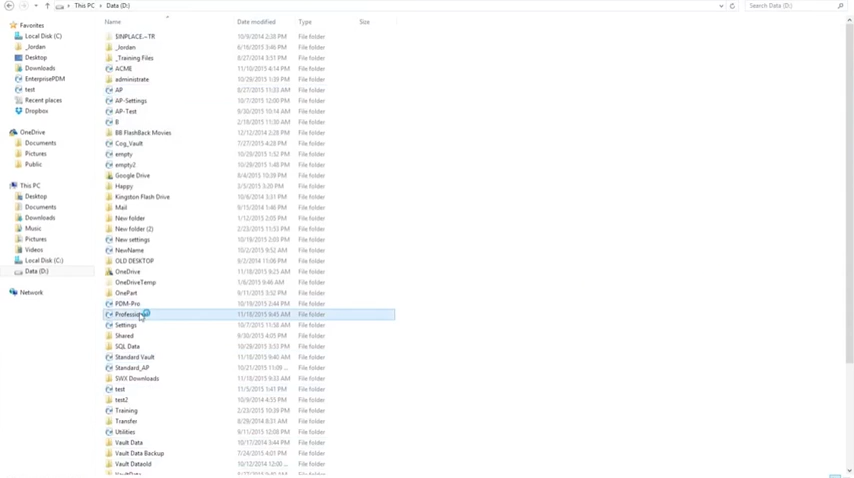 This PC Data (D:) Search Data (D:)
Name Date modified Type Size
Favorites
Local Disk (C)
_Jordan
Desktop
Downloads
EnterprisePDM
test
Recent places
Dropbox
OneDrive
Documents
Pictures
Public
This PC
Desktop
Documents
Downloads
Music
Pictures
Videos
Local Disk (C:)
Data (D:)
Network
$INPLACE.~TR 10/9/2014 2:38 PM File folder
_Jordan 6/18/2013 3:46 PM File folder
_Training Files 8/27/2014 3:51 PM File folder
ACME 11/10/2015 4:14 PM File folder
administrate 10/29/2015 1:39 PM File folder
AP 8/27/2015 11:33 AM File folder
AP-Settings 10/7/2015 12:00 PM File folder
AP-Test 9/30/2015 10:14 AM File folder
B 2/18/2015 11:30 AM File folder
BB FlashBack Movies 12/12/2014 2:28 PM File folder
Cog_Vault 7/27/2015 4:28 PM File folder
empty 10/29/2015 1:52 PM File folder
empty2 10/29/2015 1:48 PM File folder
Google Drive 8/4/2015 10:39 PM File folder
Happy 3/5/2015 3:20 PM File folder
Kingston Flash Drive 10/6/2014 3:31 PM File folder
Mail 9/15/2014 1:46 PM File folder
New folder 1/12/2015 2:05 PM File folder
New folder (2) 2/23/2015 11:53 PM File folder
New settings 10/19/2015 2:03 PM File folder
NewName 10/2/2015 9:52 AM File folder
OLD DESKTOP 8/2/2014 11:08 PM File folder
OneDrive 11/18/2015 9:23 AM File folder
OneDriveTemp 1/6/2015 9:46 AM File folder
OnePart 9/11/2015 3:32 PM File folder
PDM-Pro 10/19/2015 2:44 PM File folder
11/18/2015 9:45 AM File folder
Settings 10/7/2015 11:58 AM File folder
Shared 9/30/2015 4:05 PM File folder
SQL Data 10/28/2015 3:53 PM File folder
Standard Vault 11/18/2015 9:40 AM File folder
Standard_AP 10/21/2015 11:09 ... File folder
SWX Downloads 11/18/2015 9:33 AM File folder
test 11/5/2015 1:41 PM File folder
test2 10/9/2014 4:55 PM File folder
Training 2/23/2015 10:39 PM File folder
Transfer 8/29/2014 8:01 AM File folder
Utilities 9/11/2015 12:08 PM File folder
Vault Data 10/17/2014 3:44 PM File folder
Vault Data Backup 7/24/2015 4:01 PM File folder
Vault Dataold 10/12/2014 12:00 ... File folder